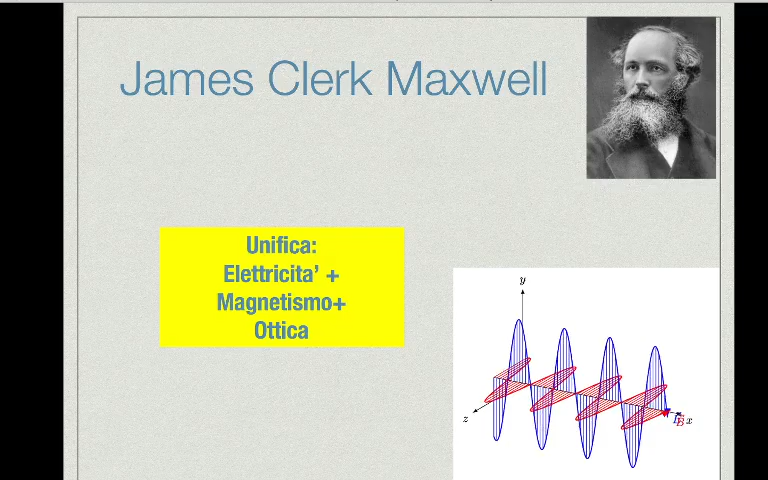 James Clerk Maxwell
Unifica:
Elettricita’ +
Magnetismo+
Ottica
y
z
x